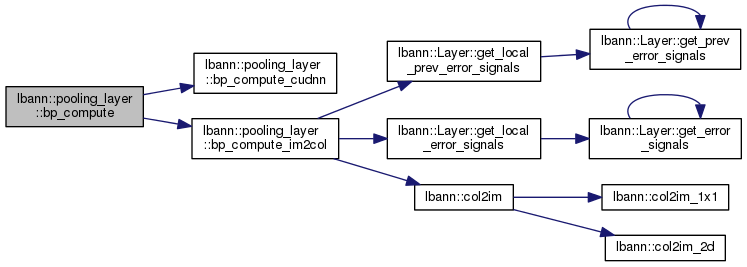 lbann::pooling_layer
::bp_compute
lbann::pooling_layer
::bp_compute_cudnn
lbann::pooling_layer
::bp_compute_im2col
lbann::Layer::get_local
_prev_error_signals
lbann::Layer::get_prev
_error_signals
lbann::Layer::get_local
_error_signals
lbann::Layer::get_error
_signals
lbann::col2im
lbann::col2im_1x1
lbann::col2im_2d